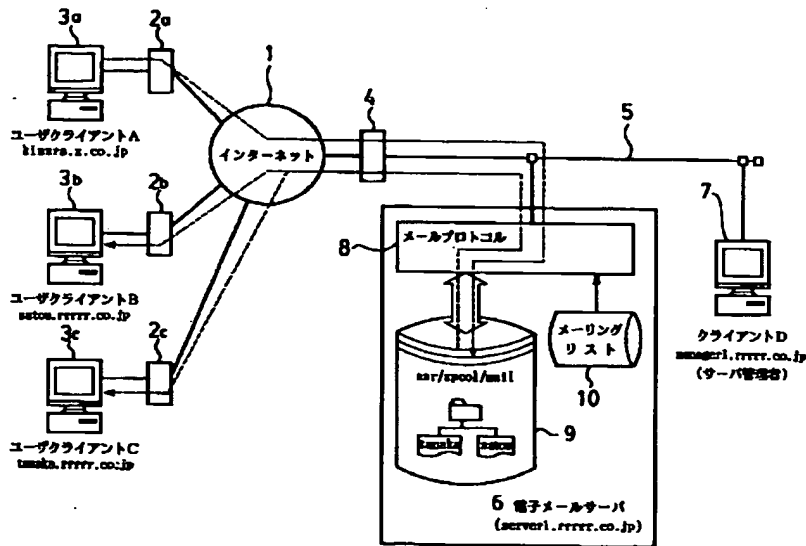 3a
2a
ユーザクライアントA
1
インターネット
4
5
3b
2b
ユーザクライアントB
satou.rrrrr.co.jp
3c
2c
ユーザクライアントC
tanaka.rrrrr.co.jp
8
メールプロトコル
メーリング
リスト
10
7
クライアントD
manager1.rrrrr.co.jp
(サーバ管理者)
usr/spool/mail
tanaka
satou
9
6 電子メールサーバ
(server1.rrrrr.co.jp)